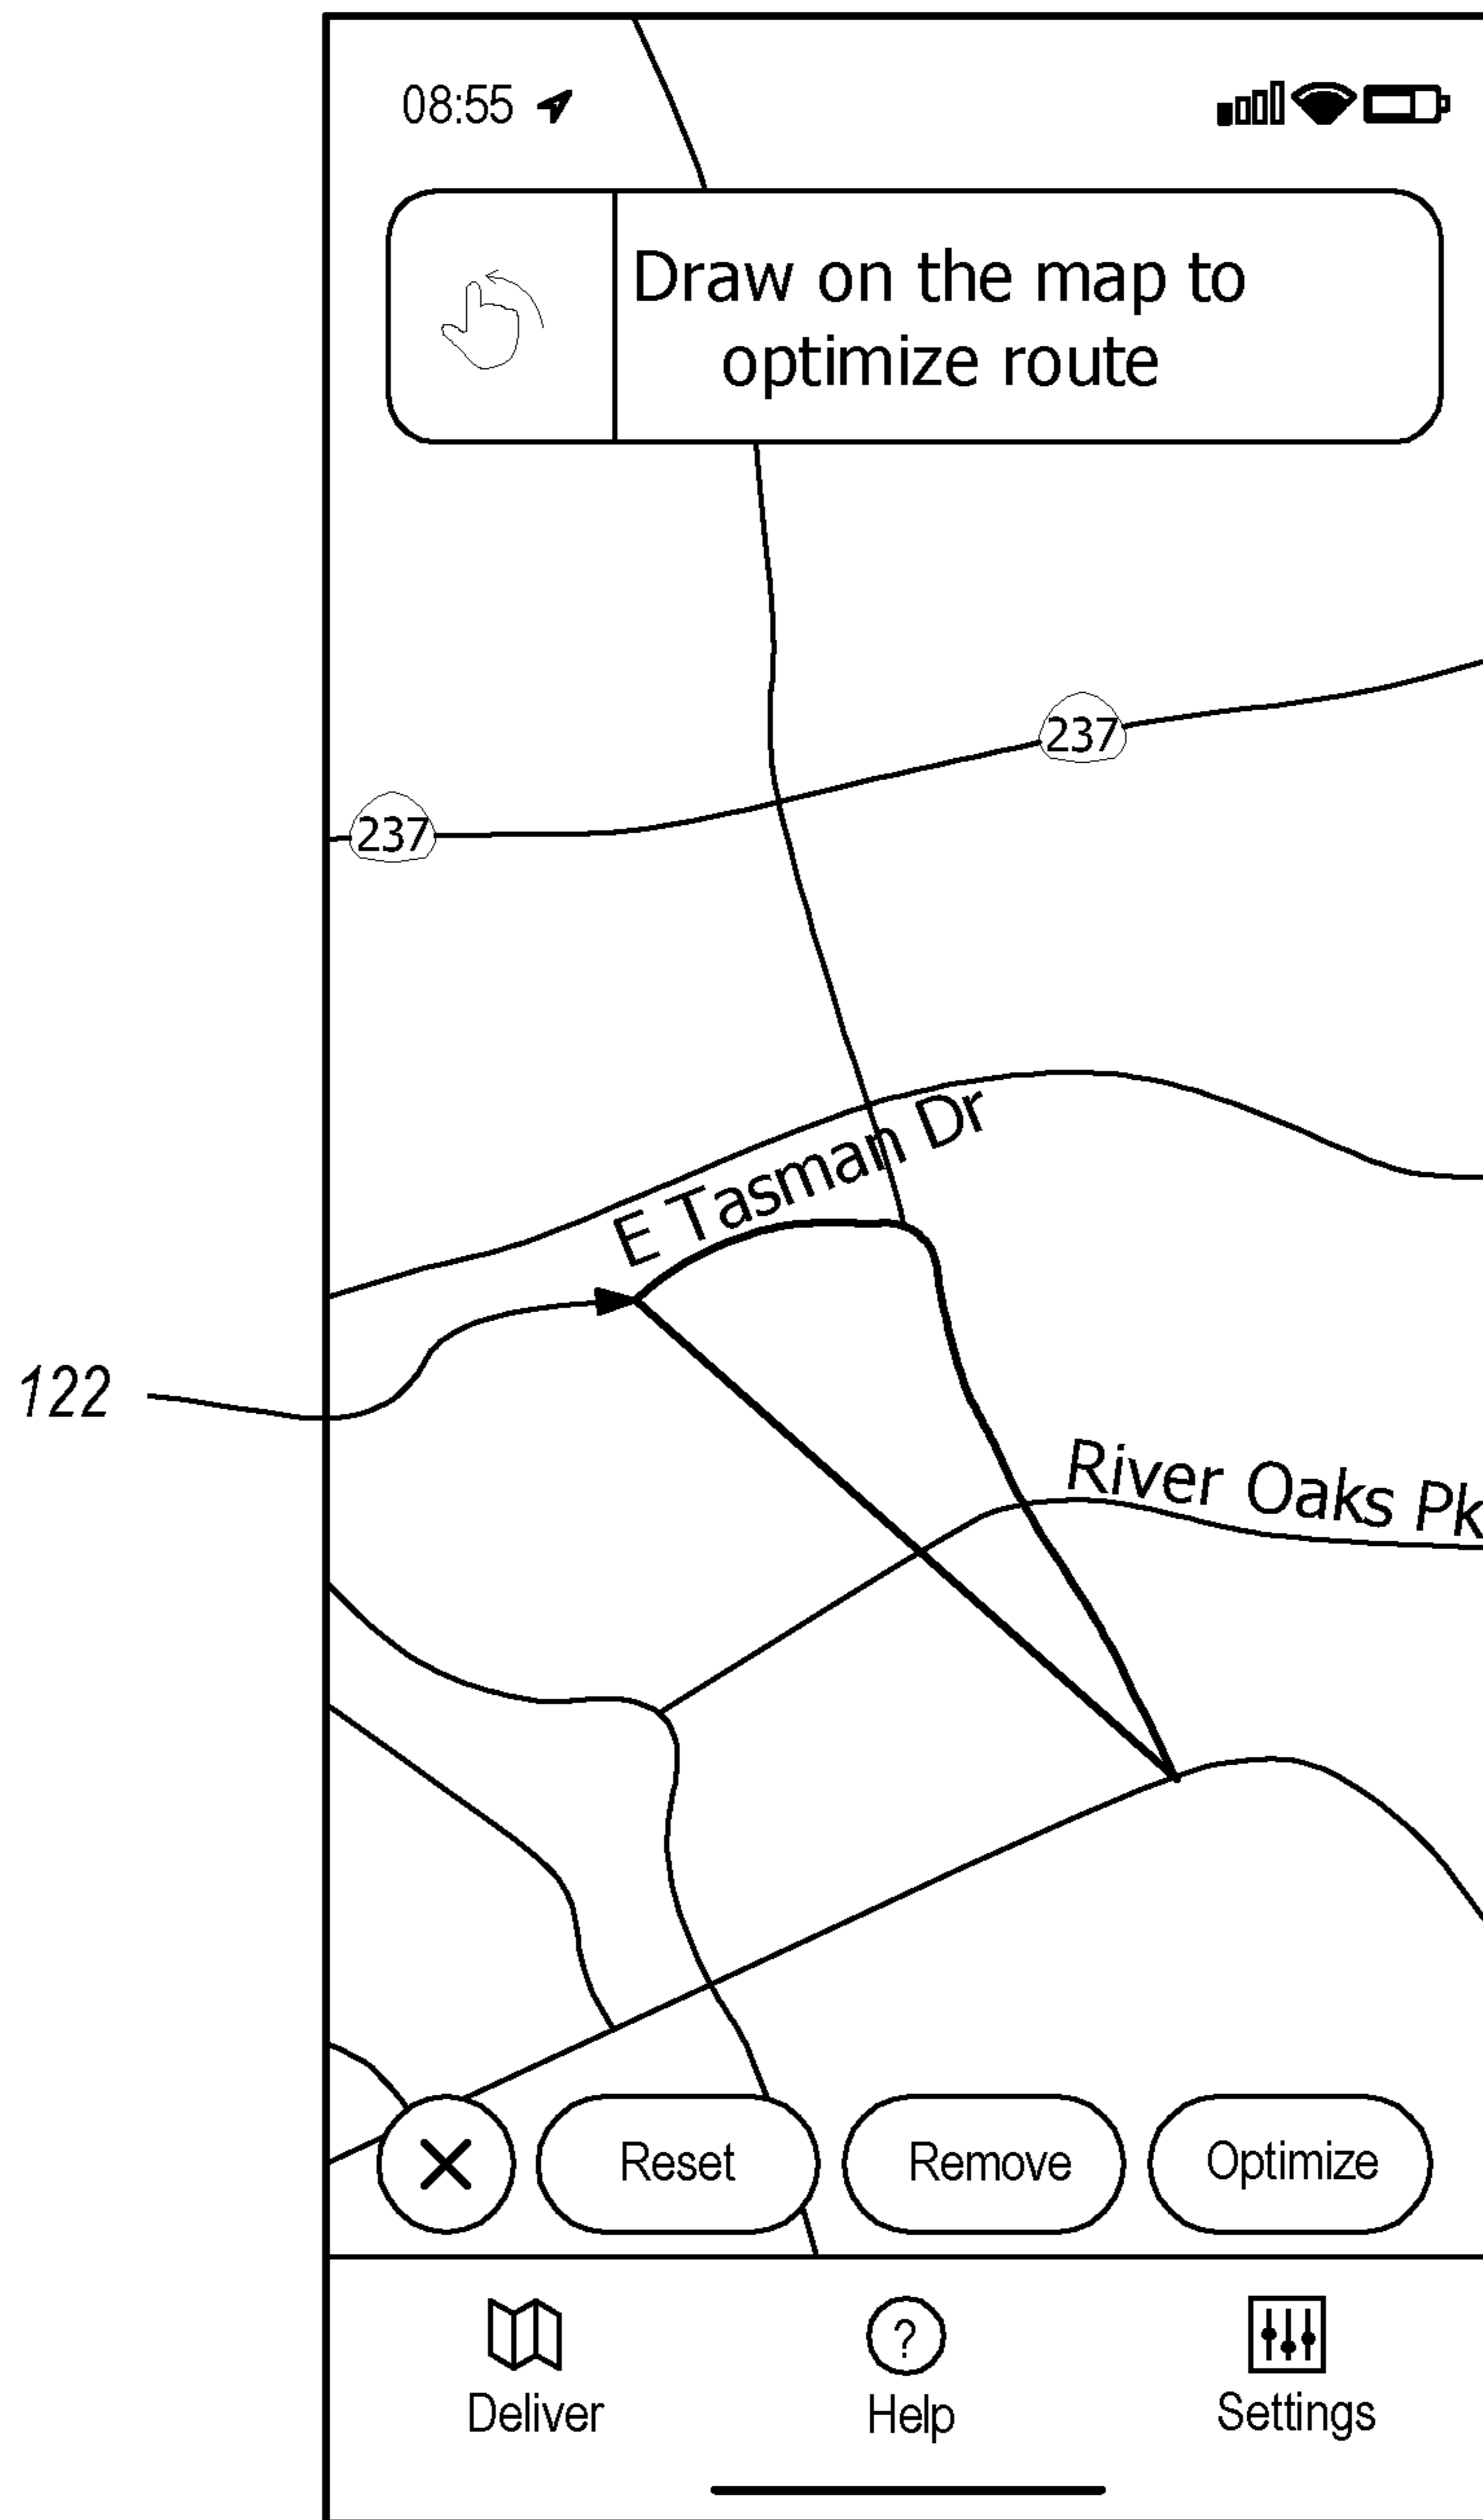 08:55
Draw on the map to
optimize route
237
237
E Tasman Dr
122
River Oaks Pk
Reset
Remove
Optimize
?
Deliver
Help
Settings